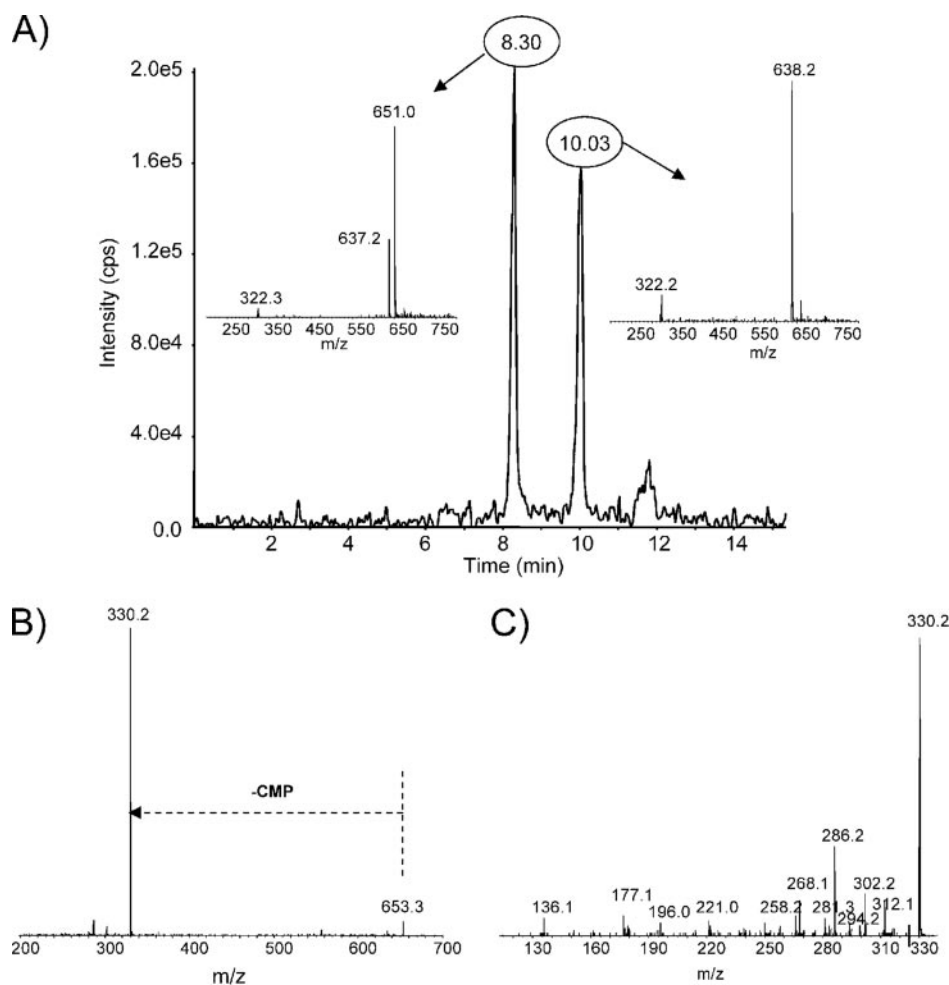 A)
8.30
2.0e5
651.0
638.2
10.03
1.6e5
Intensity (cps)
1.2e5
637.2
322.3
322.2
250 350 450 550 650 750
m/z
250 350 450 550 650 750
m/z
8.0e4
4.0e4
0.0
2 4 6 8 10 12 14
Time (min)
B)
330.2
-CMP
653.3
200 300 400 500 600 700
m/z
C)
330.2
286.2
268.1
302.2
136.1
177.1
196.0
221.0
258.2
312.1
294.2
130 160 190 220 250 280 310 330
m/z